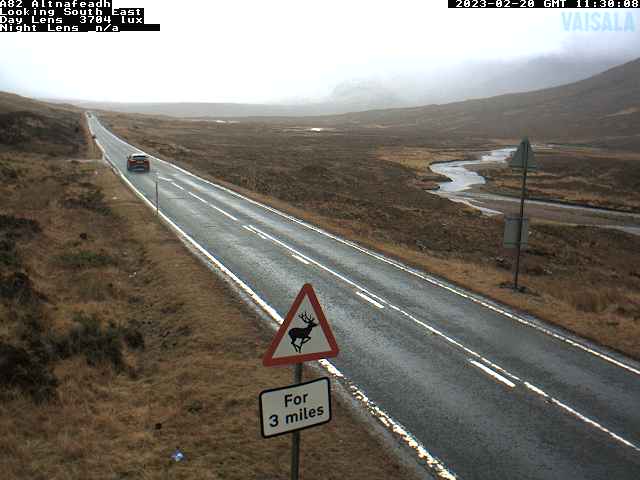 A82 Altnafeadh
Looking South East
Day Lens 3704 lux
Night Lens n/a
2023-02-20 GMT 11:30:08
VAISALA
For
3 miles